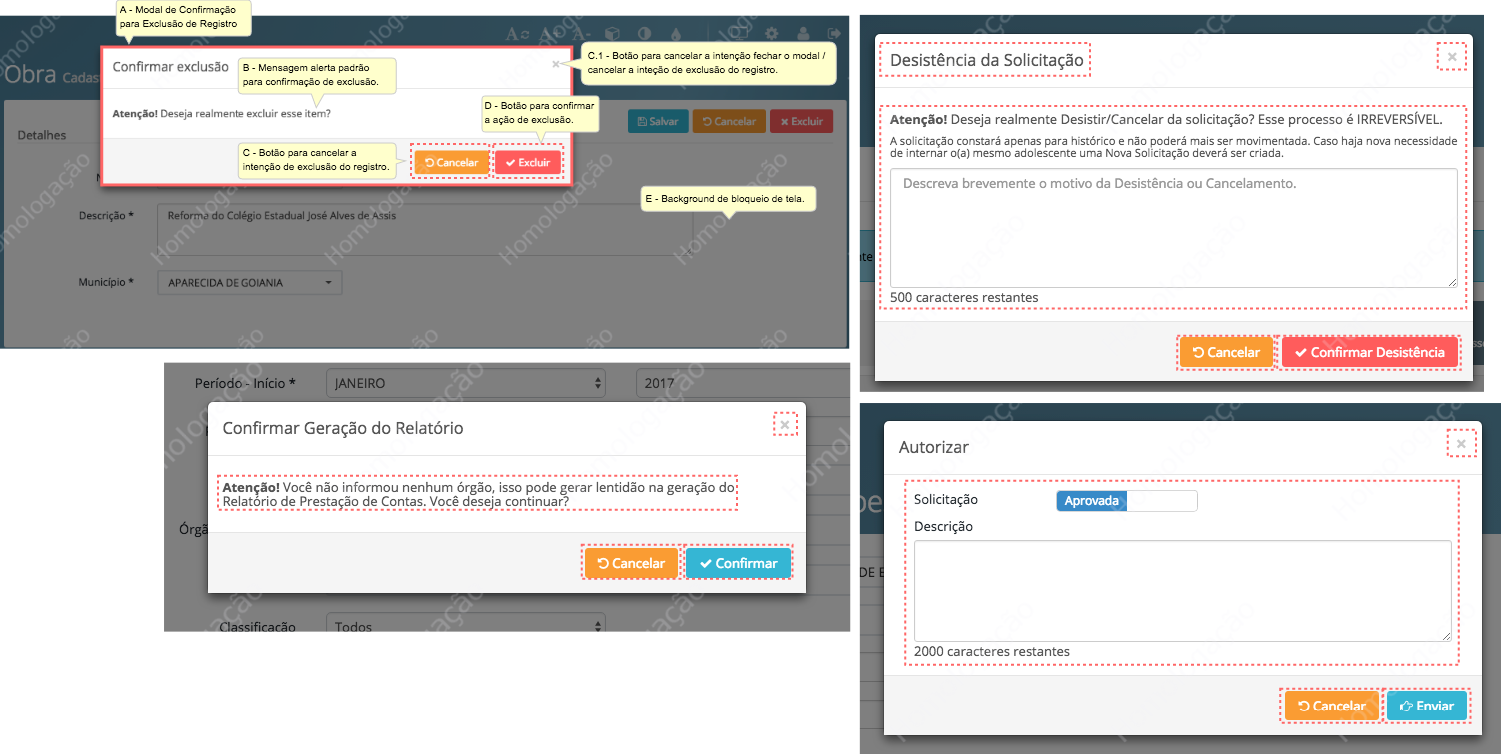 A - Modal de Confirmação
para Exclusão de Registro
A
A
A-
Obra Cadas
Confirmar exclusão
×
B - Mensagem alerta padrão
para confirmação de exclusão.
C.1 - Botão para cancelar a intenção fechar o modal /
cancelar a inteção de exclusão do registro.
Atenção! Deseja realmente excluir esse item?
D - Botão para confirmar
a ação de exclusão.
C - Botão para cancelar a
intenção de exclusão do registro.
Cancelar
Excluir
Detalhes
Salvar
Cancelar
Excluir
E - Background de bloqueio de tela.
Descrição *
Reforma do Colégio Estadual José Alves de Assis
Município *
APARECIDA DE GOIANIA
Homologação
Homologação
Homologação
Homologação
Homologação
Desistência da Solicitação
×
Atenção! Deseja realmente Desistir/Cancelar da solicitação? Esse processo é IRREVERSÍVEL.
A solicitação constará apenas para histórico e não poderá mais ser movimentada. Caso haja nova necessidade
de internar o(a) mesmo adolescente uma Nova Solicitação deverá ser criada.
Descreva brevemente o motivo da Desistência ou Cancelamento.
500 caracteres restantes
Cancelar
Confirmar Desistência
Período - Início *
JANEIRO
2017
Confirmar Geração do Relatório
×
Atenção! Você não informou nenhum órgão, isso pode gerar lentidão na geração do
Relatório de Prestação de Contas. Você deseja continuar?
Órgã
Cancelar
Confirmar
Classificação
Todos
Autorizar
×
Solicitação
Aprovada
Descrição
DE E
2000 caracteres restantes
Cancelar
Enviar